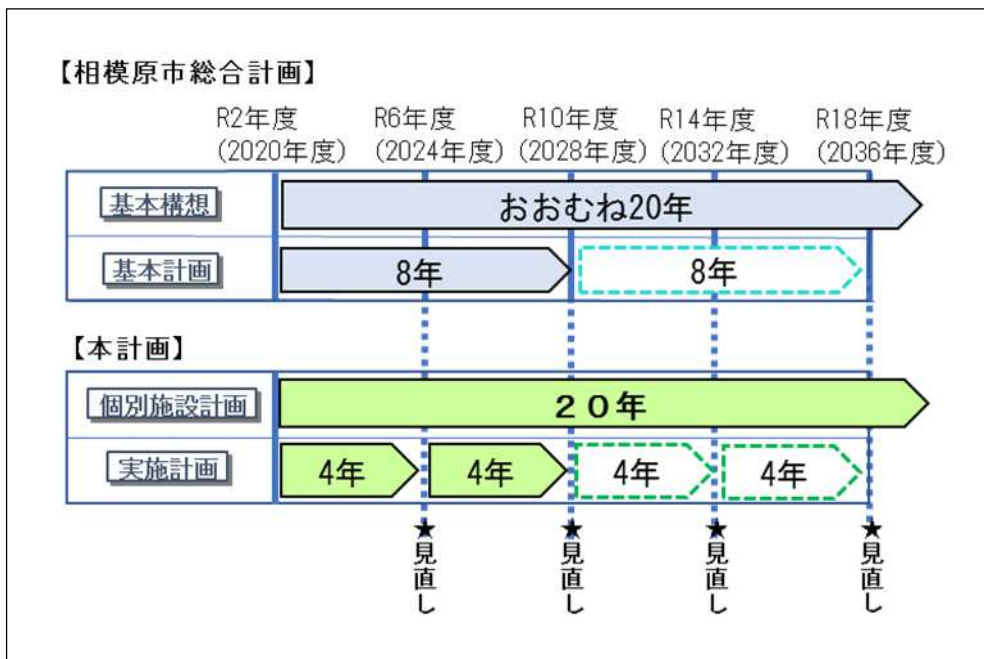 【相模原市総合計画】
R2年度 R6年度 R10年度 R14年度 R18年度
(2020年度) (2024年度) (2028年度) (2032年度) (2036年度)
基本構想 おおむね20年
基本計画 8年 8年
【本計画】
個別施設計画 20年
実施計画 4年 4年 4年 4年
★見直し ★見直し ★見直し ★見直し